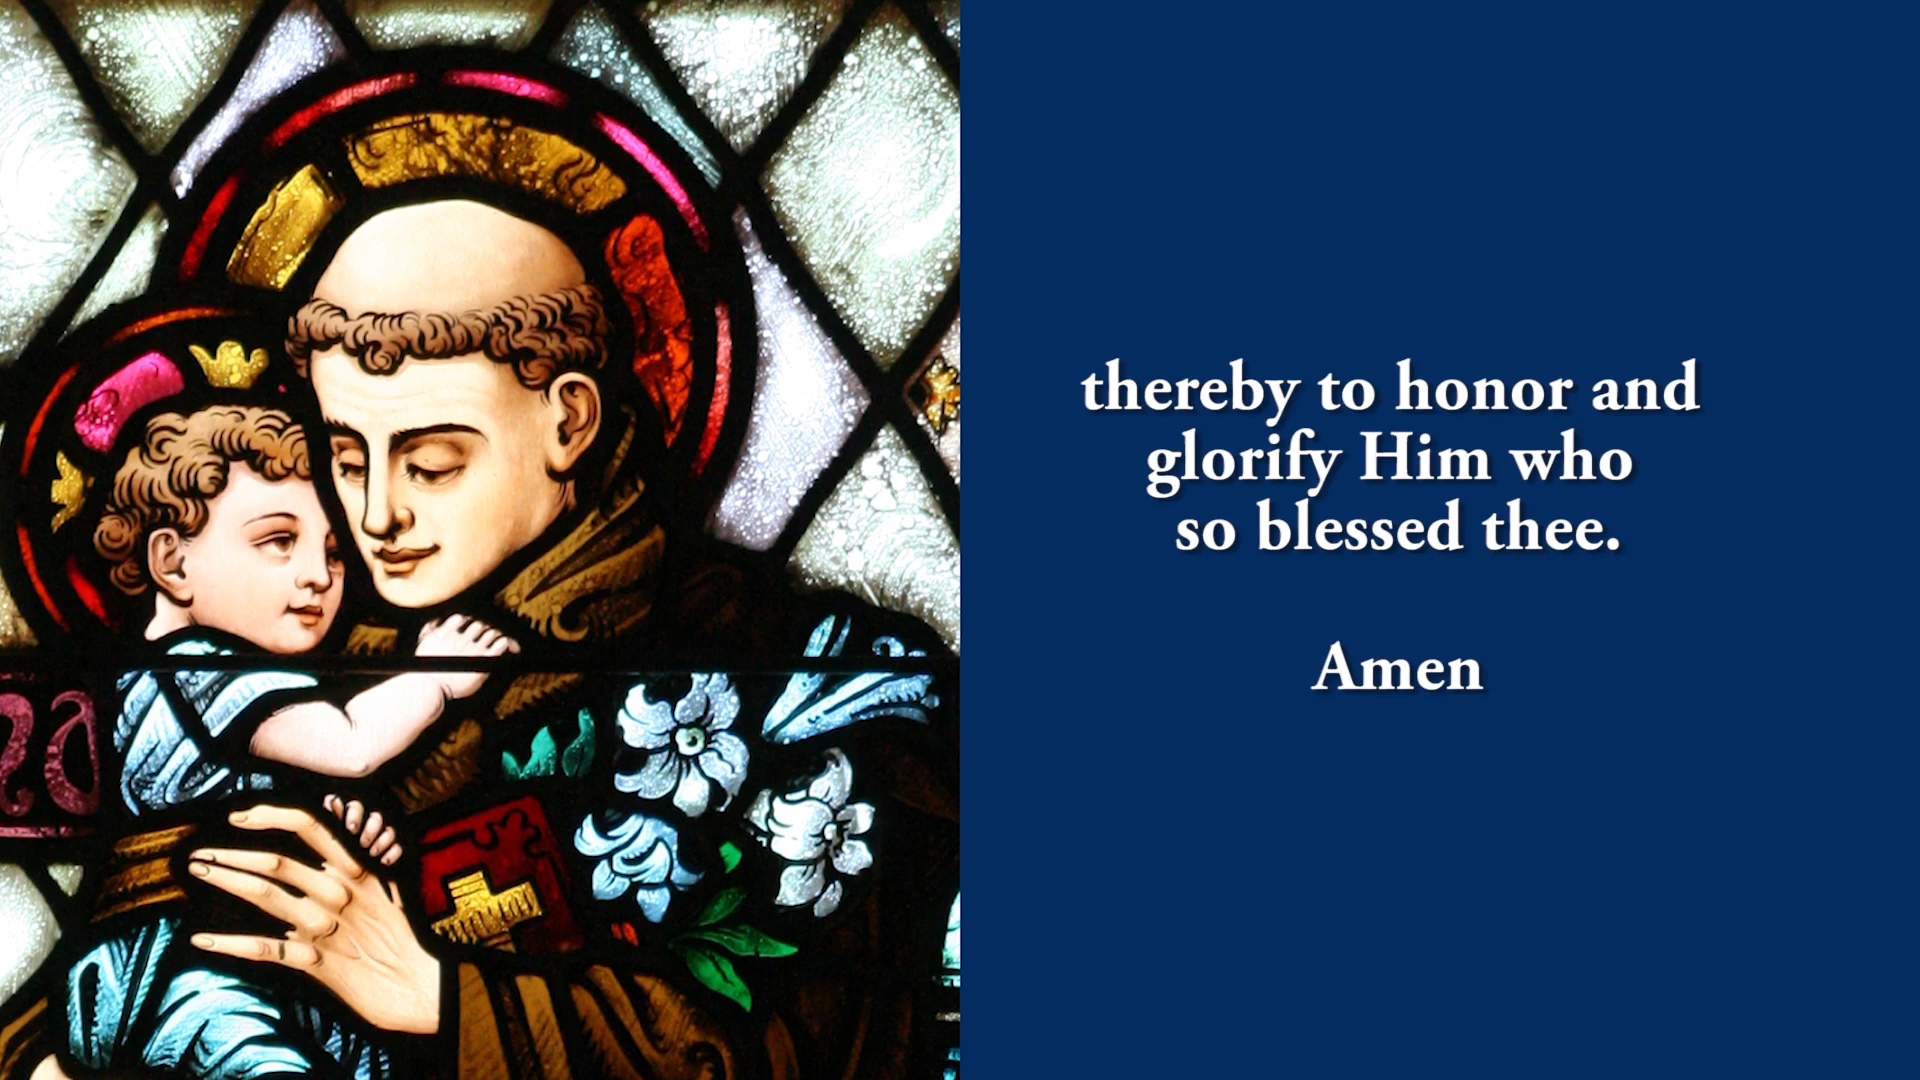 thereby to honor and
glorify Him who
so blessed thee.
Amen